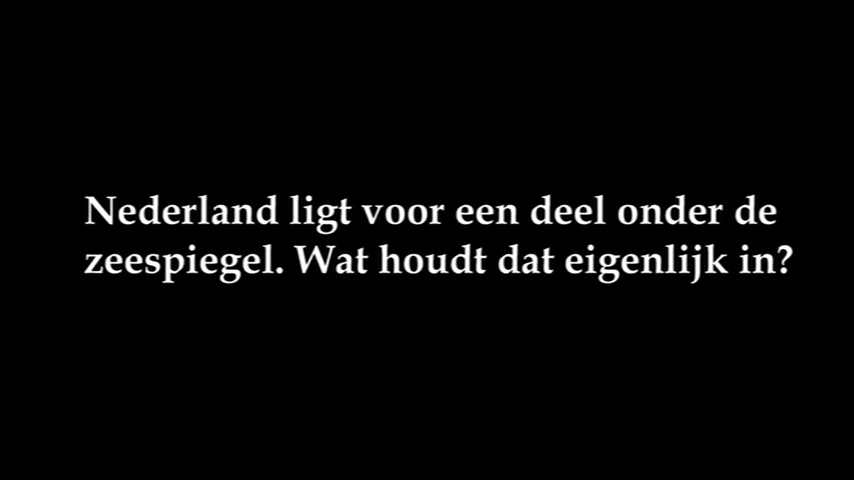 Nederland ligt voor een deel onder de
zeespiegel. Wat houdt dat eigenlijk in?